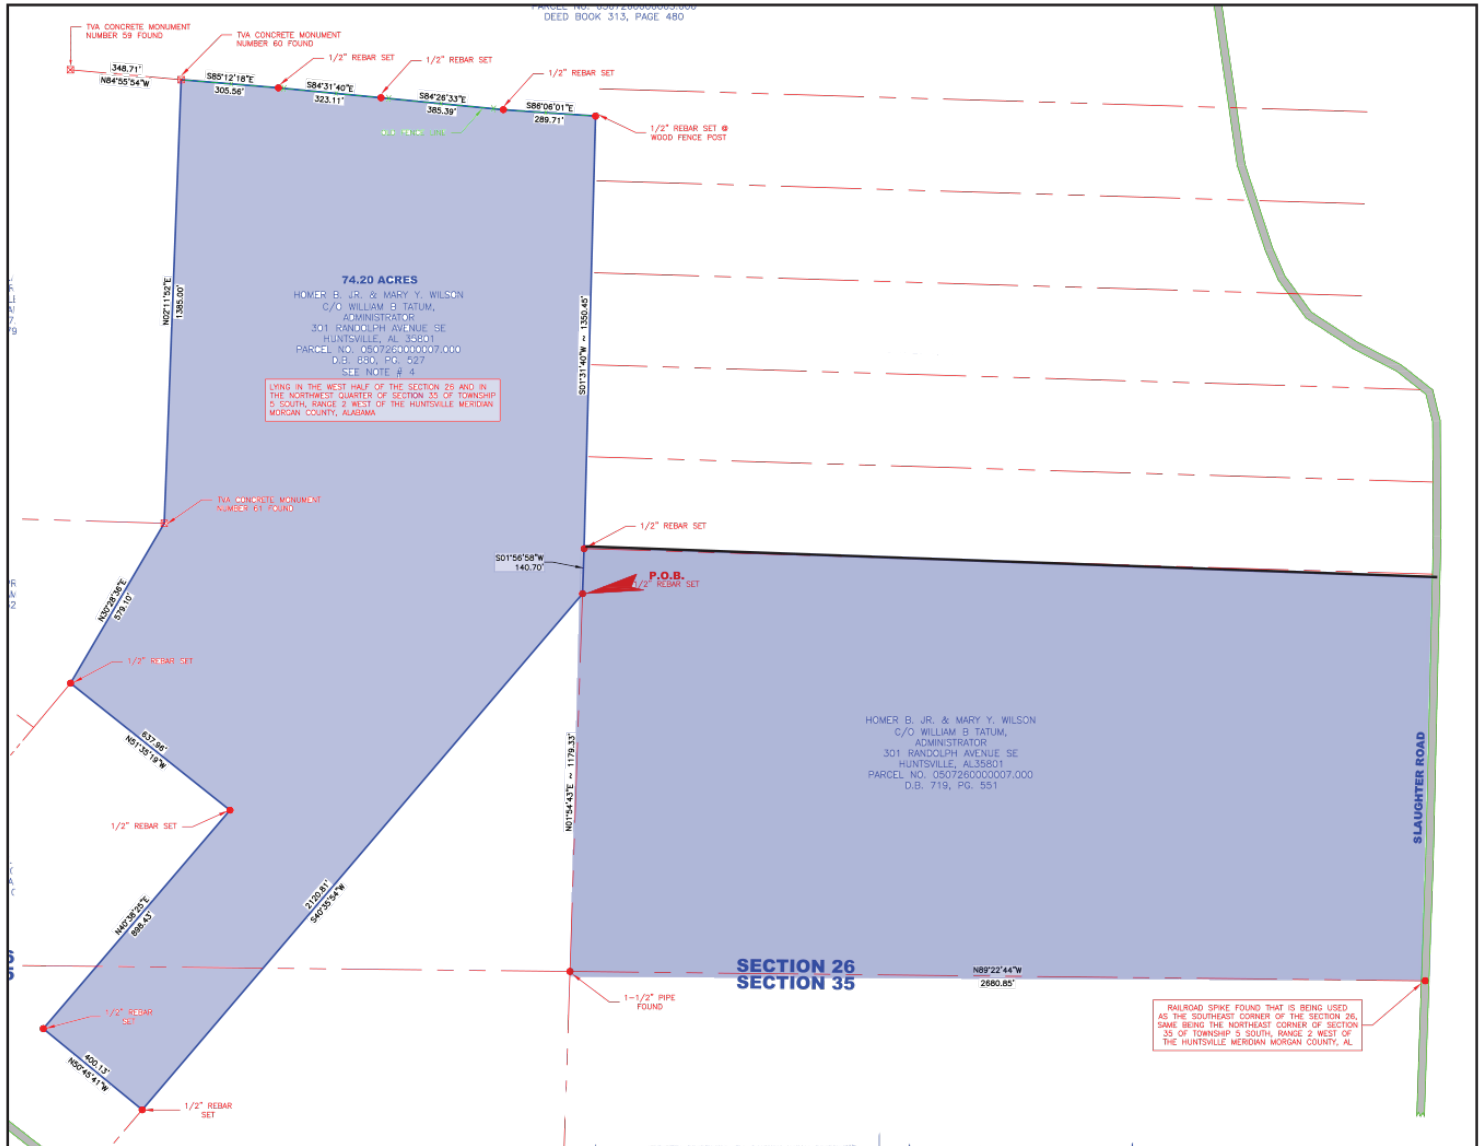 DEED BOOK 313, PAGE 480
TVA CONCRETE MONUMENT
NUMBER 59 FOUND
TVA CONCRETE MONUMENT
NUMBER 60 FOUND
1/2" REBAR SET
1/2" REBAR SET
1/2" REBAR SET
348.71'
N84°55'54"W
S85°12'18"E
305.56'
S84°31'40"E
323.11'
S84°26'33"E
385.39'
S86°06'01"E
289.71'
1/2" REBAR SET @
WOOD FENCE POST
N02°11'52"E
1385.00'
74.20 ACRES
HOMER B. JR. & MARY Y. WILSON
C/O WILLIAM B TATUM,
ADMINISTRATOR
301 RANDOLPH AVENUE SE
HUNTSVILLE, AL 35801
PARCEL NO. 0507260000007.000
D.B. 680, PG. 527
SEE NOTE # 4
LYING IN THE WEST HALF OF THE SECTION 26 AND IN
THE NORTHWEST QUARTER OF SECTION 35 OF TOWNSHIP
5 SOUTH, RANGE 2 WEST OF THE HUNTSVILLE MERIDIAN
MORGAN COUNTY, ALABAMA
S01°31'40"W ~ 1350.45'
TVA CONCRETE MONUMENT
NUMBER 61 FOUND
1/2" REBAR SET
S01°56'58"W
140.70'
P.O.B.
1/2" REBAR SET
N30°28'36"E
579.10'
1/2" REBAR SET
637.96'
N51°35'19"W
1/2" REBAR SET
N01°54'43"E ~ 1179.33'
HOMER B. JR. & MARY Y. WILSON
C/O WILLIAM B TATUM,
ADMINISTRATOR
301 RANDOLPH AVENUE SE
HUNTSVILLE, AL35801
PARCEL NO. 0507260000007.000
D.B. 719, PG. 551
SLAUGHTER ROAD
N40°38'25"E
898.43'
2120.81'
S40°35'54"W
SECTION 26
SECTION 35
N89°22'44"W
2680.85'
1-1/2" PIPE
FOUND
RAILROAD SPIKE FOUND THAT IS BEING USED
AS THE SOUTHEAST CORNER OF THE SECTION 26,
SAME BEING THE NORTHEAST CORNER OF SECTION
35 OF TOWNSHIP 5 SOUTH, RANGE 2 WEST OF
THE HUNTSVILLE MERIDIAN MORGAN COUNTY, AL
1/2" REBAR
SET
400.13'
N50°45'41"W
1/2" REBAR
SET